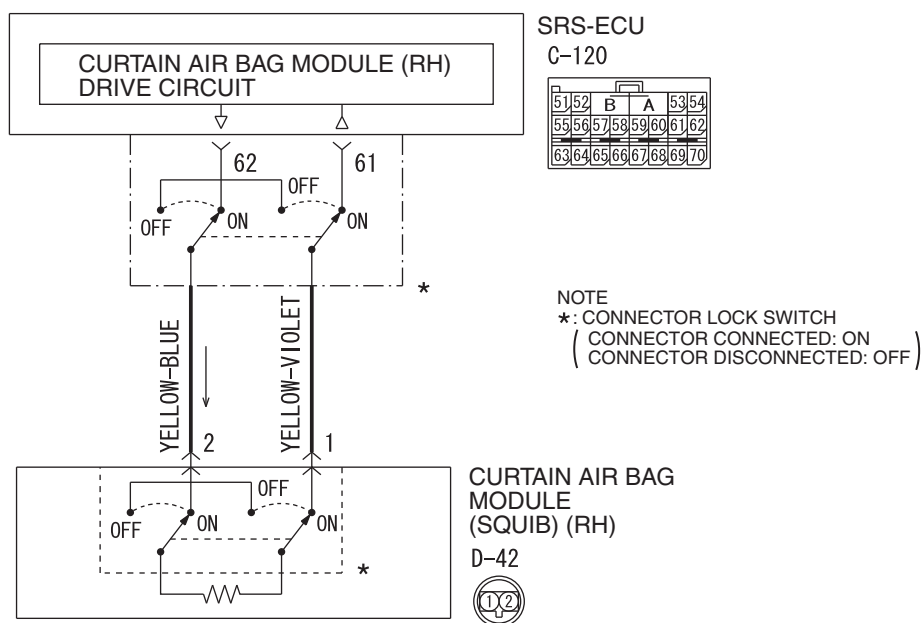 SRS-ECU
C-120
CURTAIN AIR BAG MODULE (RH)
DRIVE CIRCUIT
51 52 B A 53 54
55 56 57 58 59 60 61 62
63 64 65 66 67 68 69 70
62 61
OFF
OFF ON ON
*
NOTE
*: CONNECTOR LOCK SWITCH
( CONNECTOR CONNECTED: ON
CONNECTOR DISCONNECTED: OFF )
YELLOW-BLUE
YELLOW-VIOLET
2 1
CURTAIN AIR BAG
MODULE
(SQUIB) (RH)
D-42
1 2
OFF
OFF ON ON
*